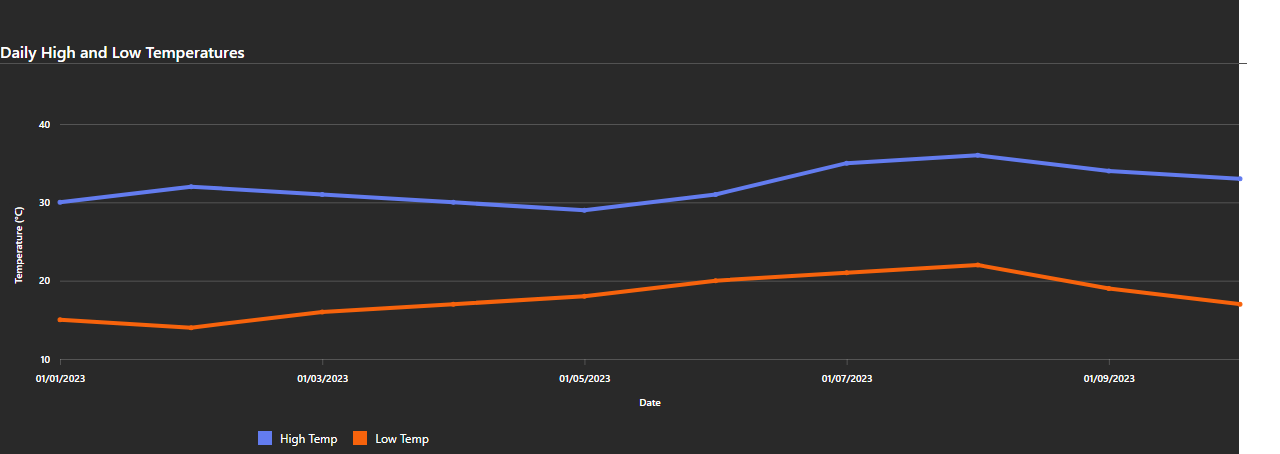 Daily High and Low Temperatures
40
30
20
10
Temperature (°C)
01/01/2023 01/03/2023 01/05/2023 01/07/2023 01/09/2023
Date
High Temp Low Temp